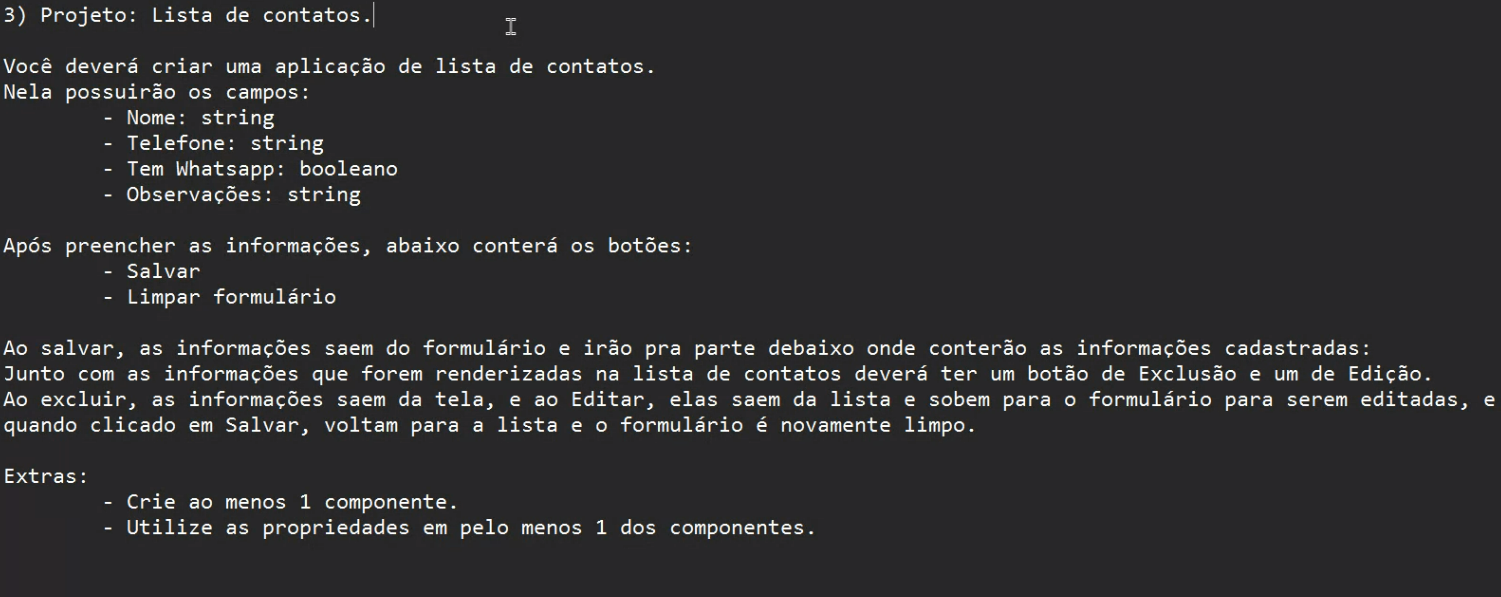 3) Projeto: Lista de contatos.
Você deverá criar uma aplicação de lista de contatos.
Nela possuirão os campos:
- Nome: string
- Telefone: string
- Tem Whatsapp: booleano
- Observações: string
Após preencher as informações, abaixo conterá os botões:
- Salvar
- Limpar formulário
Ao salvar, as informações saem do formulário e irão pra parte debaixo onde conterão as informações cadastradas:
Junto com as informações que forem renderizadas na lista de contatos deverá ter um botão de Exclusão e um de Edição.
Ao excluir, as informações saem da tela, e ao Editar, elas saem da lista e sobem para o formulário para serem editadas, e
quando clicado em Salvar, voltam para a lista e o formulário é novamente limpo.
Extras:
- Crie ao menos 1 componente.
- Utilize as propriedades em pelo menos 1 dos componentes.